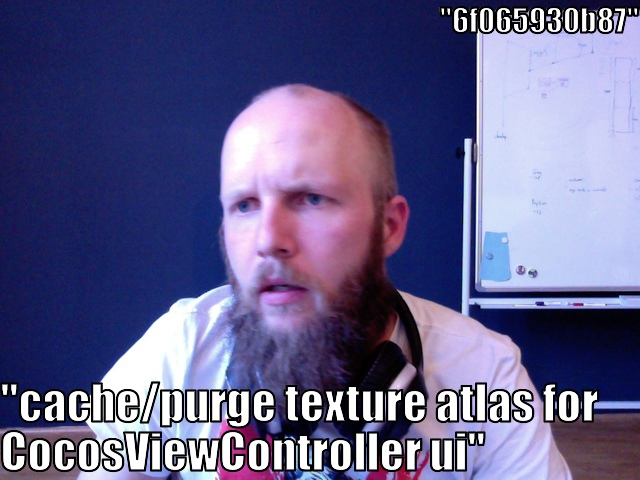 "6f065930b87"
"cache/purge texture atlas for
CocosViewController ui"